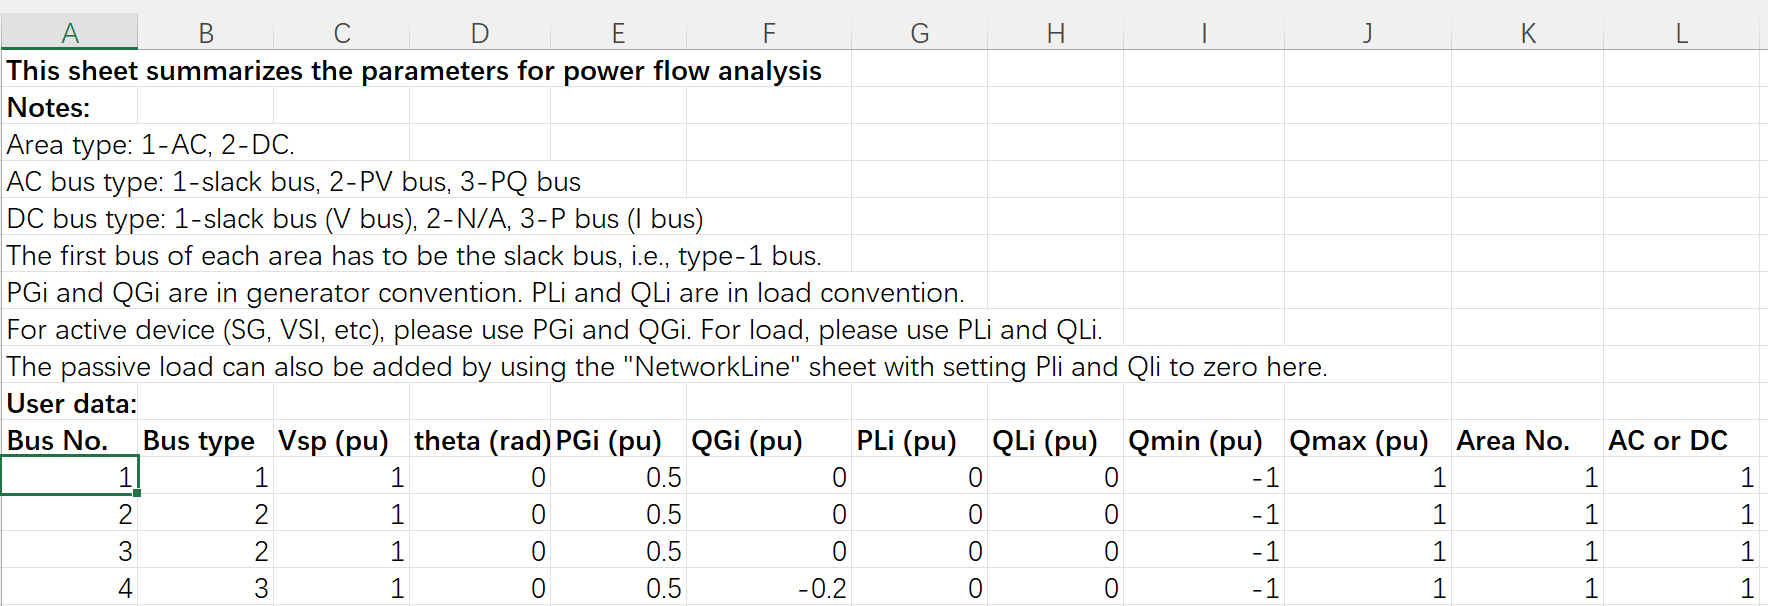 A B C D E F G H I J K L
This sheet summarizes the parameters for power flow analysis
Notes:
Area type: 1-AC, 2-DC.
AC bus type: 1-slack bus, 2-PV bus, 3-PQ bus
DC bus type: 1-slack bus (V bus), 2-N/A, 3-P bus (I bus)
The first bus of each area has to be the slack bus, i.e., type-1 bus.
PGi and QGi are in generator convention. PLi and QLi are in load convention.
For active device (SG, VSI, etc), please use PGi and QGi. For load, please use PLi and QLi.
The passive load can also be added by using the "NetworkLine" sheet with setting Pli and Qli to zero here.
User data:
Bus No. Bus type Vsp (pu) theta (rad) PGi (pu) QGi (pu) PLi (pu) QLi (pu) Qmin (pu) Qmax (pu) Area No. AC or DC
1 1 1 0 0.5 0 0 0 -1 1 1 1
2 2 1 0 0.5 0 0 0 -1 1 1 1
3 2 1 0 0.5 0 0 0 -1 1 1 1
4 3 1 0 0.5 -0.2 0 0 -1 1 1 1